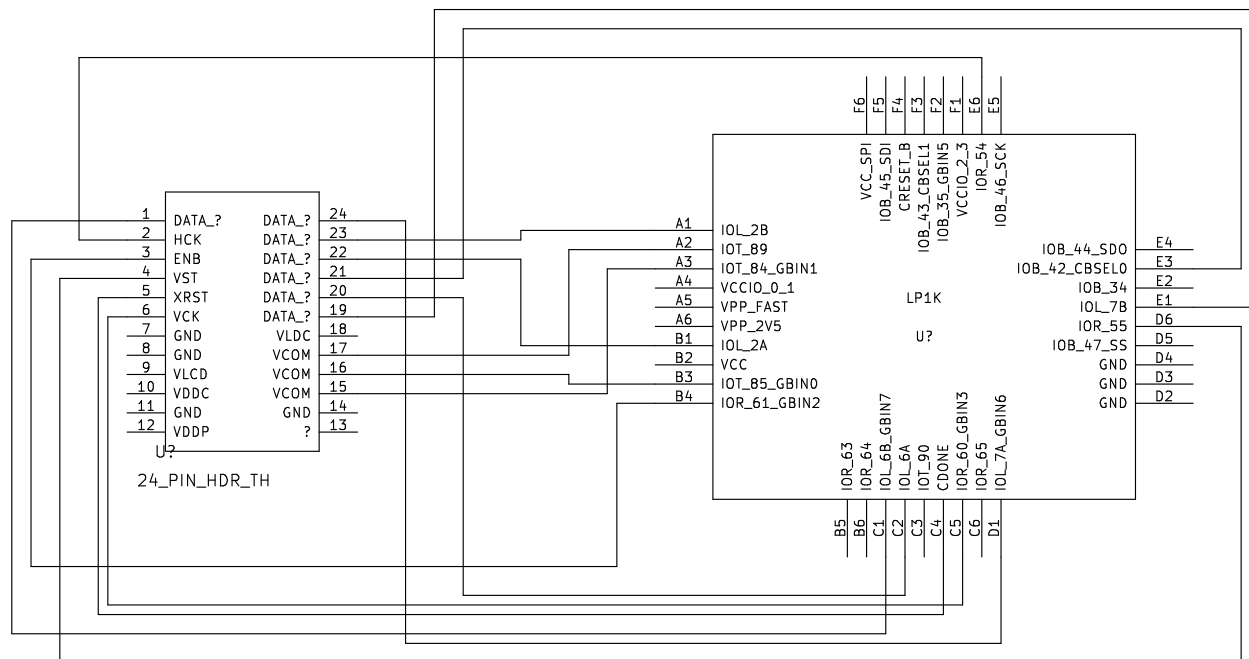 F6 F5 F4 F3 F2 F1 E6 E5
VCC_SPI IOB_45_SDI CRESET_B IOB_43_CBSEL1 IOB_35_GBIN5 VCCIO_2_3 IOR_54 IOB_46_SCK
1 DATA_? DATA_? 24
2 HCK DATA_? 23
3 ENB DATA_? 22
4 VST DATA_? 21
5 XRST DATA_? 20
6 VCK DATA_? 19
7 GND VLDC 18
8 GND VCOM 17
9 VLCD VCOM 16
10 VDDC VCOM 15
11 GND GND 14
12 VDDP ? 13
U?
24_PIN_HDR_TH
A1 IOL_2B
A2 IOT_89
A3 IOT_84_GBIN1
A4 VCCIO_0_1
A5 VPP_FAST
A6 VPP_2V5
B1 IOL_2A
B2 VCC
B3 IOT_85_GBIN0
B4 IOR_61_GBIN2
LP1K
U?
IOB_44_SDO E4
IOB_42_CBSEL0 E3
IOB_34 E2
IOL_7B E1
IOR_55 D6
IOB_47_SS D5
GND D4
GND D3
GND D2
IOR_63 IOR_64 IOL_6B_GBIN7 IOL_6A IOT_90 CDONE IOR_60_GBIN3 IOR_65 IOL_7A_GBIN6
B5 B6 C1 C2 C3 C4 C5 C6 D1